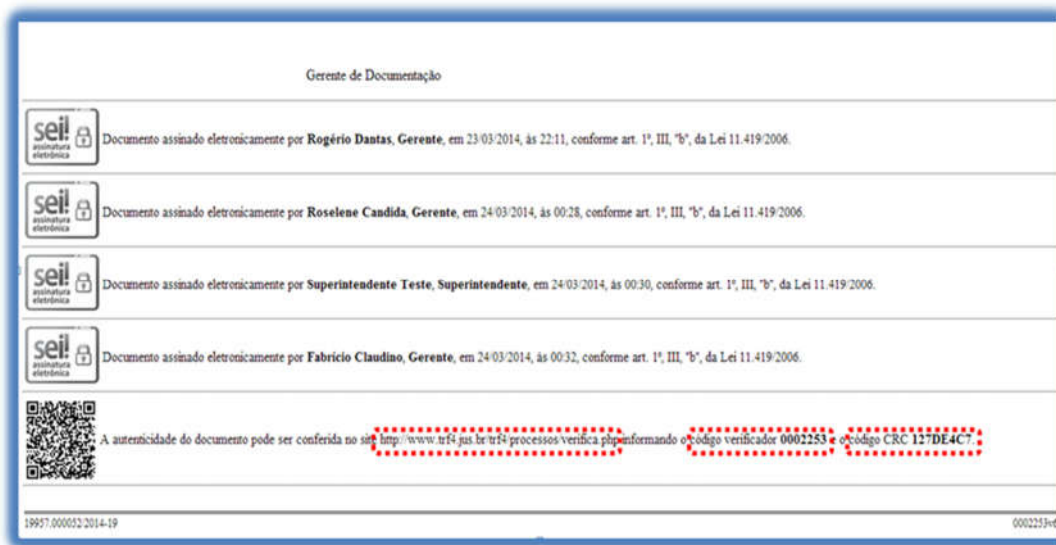 Gerente de Documentação
sei! assinatura eletrônica
Documento assinado eletronicamente por Rogério Dantas, Gerente, em 23/03/2014, às 22:11, conforme art. 1º, III, "b", da Lei 11.419/2006.
sei! assinatura eletrônica
Documento assinado eletronicamente por Roselene Candida, Gerente, em 24/03/2014, às 00:28, conforme art. 1º, III, "b", da Lei 11.419/2006.
sei! assinatura eletrônica
Documento assinado eletronicamente por Superintendente Teste, Superintendente, em 24/03/2014, às 00:30, conforme art. 1º, III, "b", da Lei 11.419/2006.
sei! assinatura eletrônica
Documento assinado eletronicamente por Fabrício Claudino, Gerente, em 24/03/2014, às 00:32, conforme art. 1º, III, "b", da Lei 11.419/2006.
A autenticidade do documento pode ser conferida no site http://www.trf4.jus.br/trf4/processos/verifica.php informando o código verificador 0002253 e o código CRC 127DE4C7.
19957.000052/2014-19
0002253v6